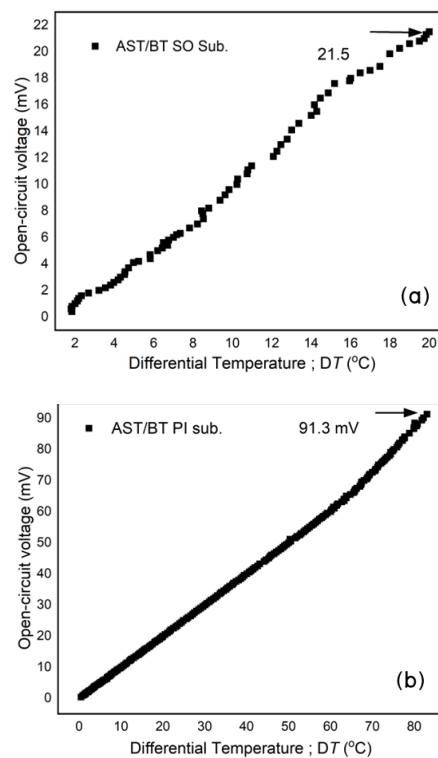 22
20
18
16
14
12
10
8
6
4
2
0
Open-circuit voltage (mV)
AST/BT SO Sub.
21.5
(a)
2 4 6 8 10 12 14 16 18 20
Differential Temperature ; DT (°C)
90
80
70
60
50
40
30
20
10
0
Open-circuit voltage (mV)
AST/BT PI sub. 91.3 mV
(b)
0 10 20 30 40 50 60 70 80
Differential Temperature ; DT (°C)